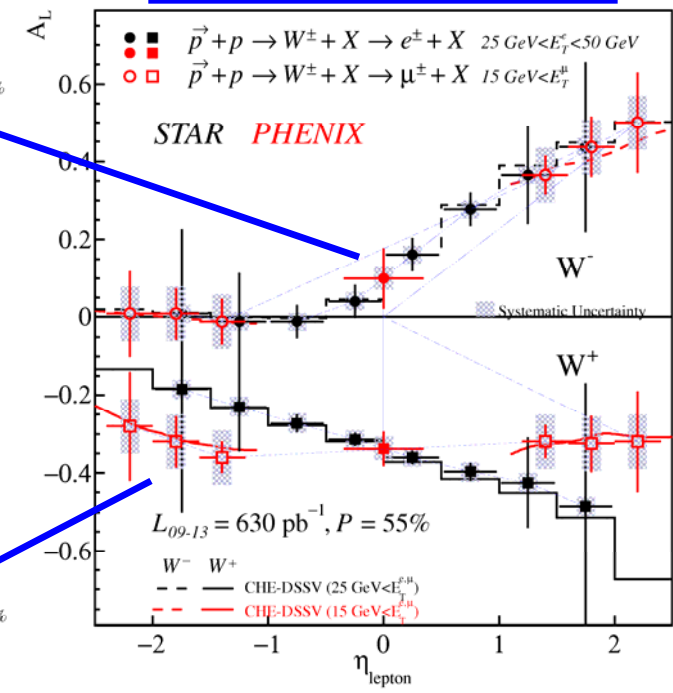 A_L
p⃗ + p → W± + X → e± + X 25 GeV<E_T^e<50 GeV
p⃗ + p → W± + X → μ± + X 15 GeV<E_T^μ
%
0.6
STAR PHENIX
0.4
0.2
W⁻
Systematic Uncertainty
0
W⁺
−0.2
−0.4
L_09-13 = 630 pb⁻¹, P = 55%
−0.6
W⁻ W⁺
CHE-DSSV (25 GeV<E_T^e,μ)
%
CHE-DSSV (15 GeV<E_T^e,μ)
−2 −1 0 1 2
η_lepton